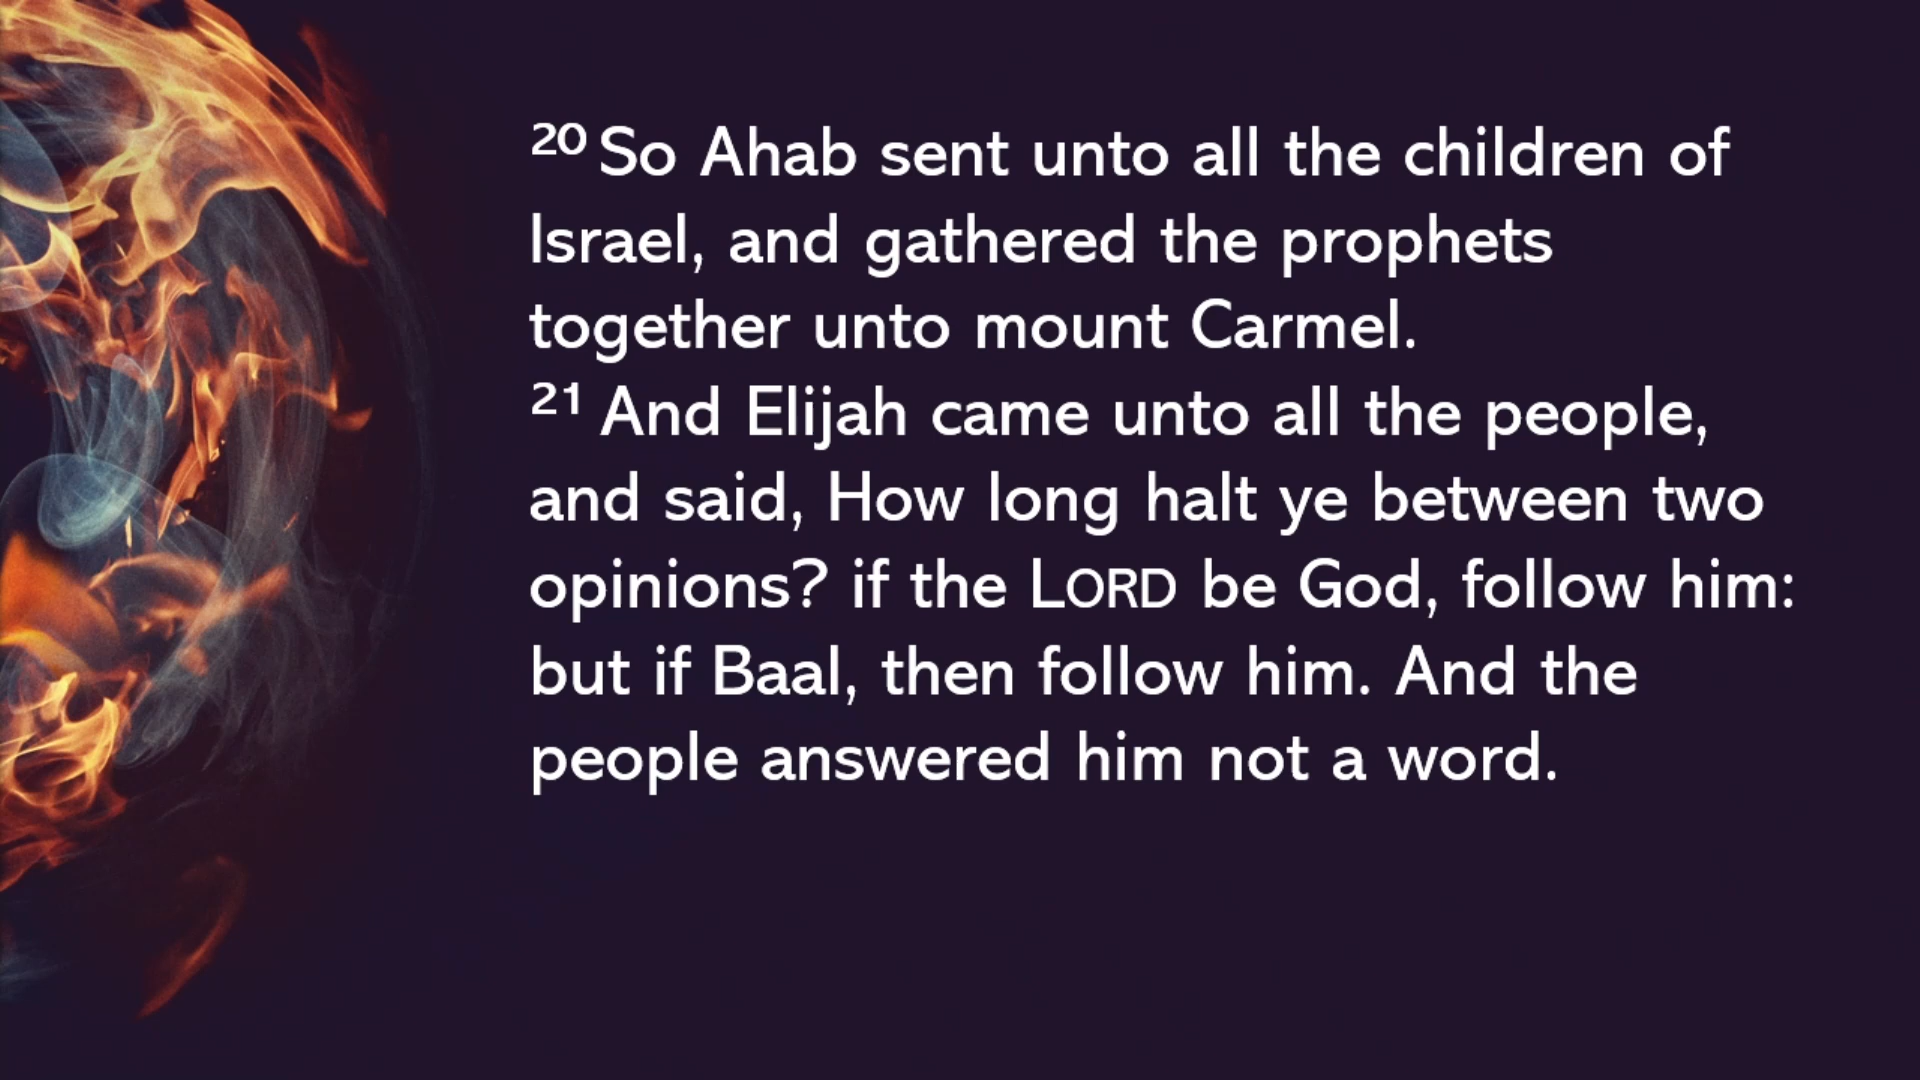 20 So Ahab sent unto all the children of
Israel, and gathered the prophets
together unto mount Carmel.
21 And Elijah came unto all the people,
and said, How long halt ye between two
opinions? if the LORD be God, follow him:
but if Baal, then follow him. And the
people answered him not a word.